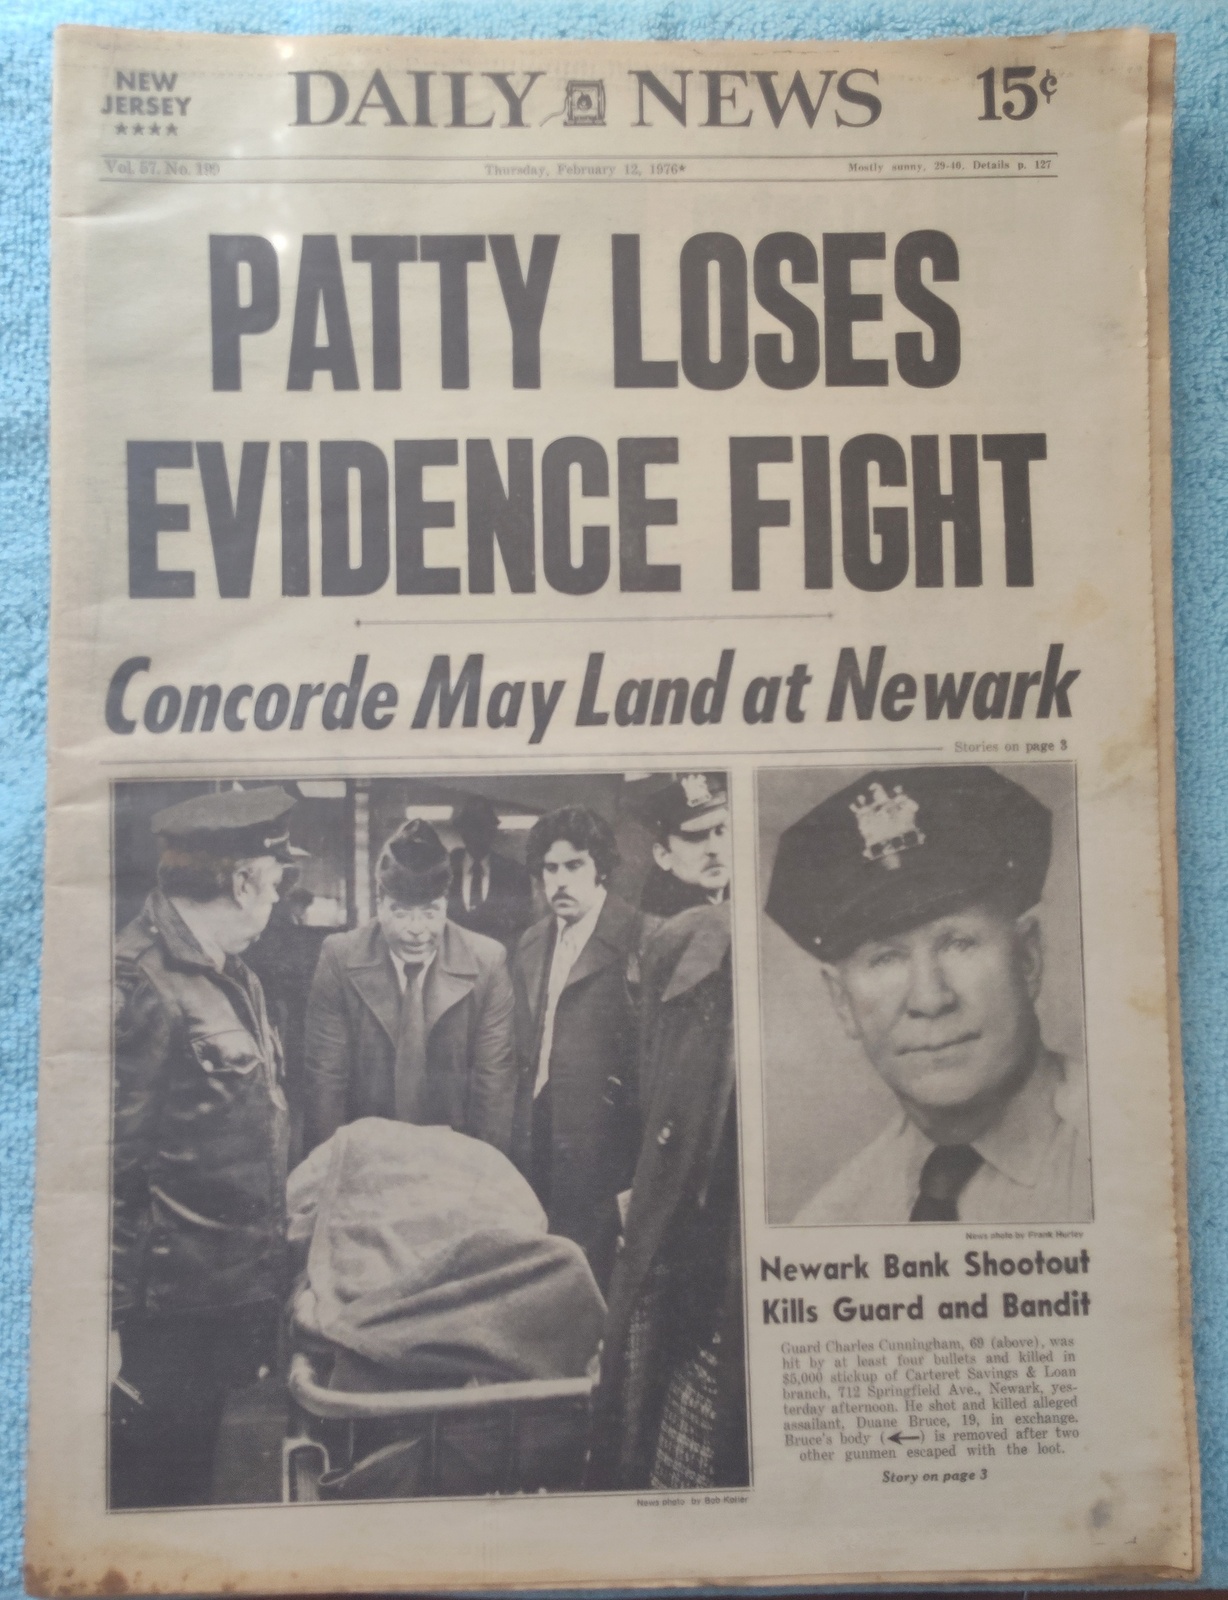 NEW
JERSEY
★★★★
DAILY NEWS
15¢
Vol. 57. No. 199
Thursday, February 12, 1976★
Mostly sunny, 29-40. Details p. 127
PATTY LOSES
EVIDENCE FIGHT
Concorde May Land at Newark
Stories on page 3
News photo by Frank Hurley
Newark Bank Shootout
Kills Guard and Bandit
Guard Charles Cunningham, 69 (above), was
hit by at least four bullets and killed in
$5,000 stickup of Carteret Savings & Loan
branch, 712 Springfield Ave., Newark, yes-
terday afternoon. He shot and killed alleged
assailant, Duane Bruce, 19, in exchange.
Bruce's body (←) is removed after two
other gunmen escaped with the loot.
Story on page 3
News photo by Bob Koller